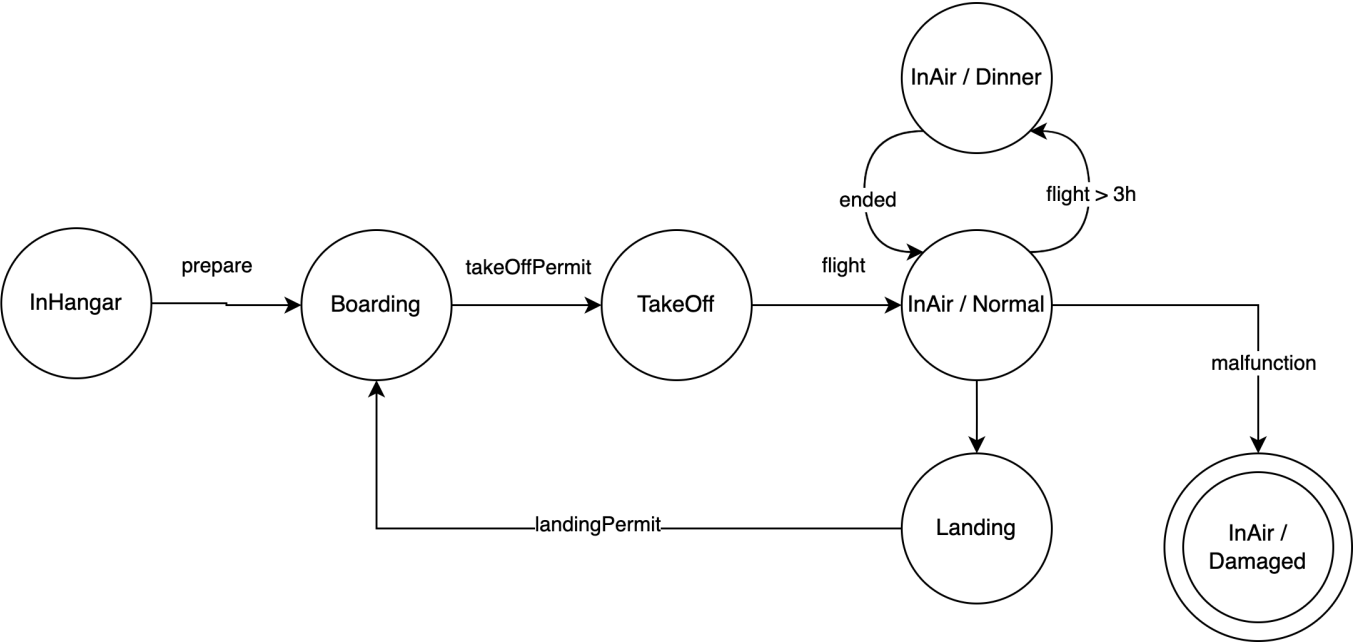 InAir / Dinner
ended
flight > 3h
prepare
takeOffPermit
flight
InHangar
Boarding
TakeOff
InAir / Normal
malfunction
landingPermit
Landing
InAir /
Damaged